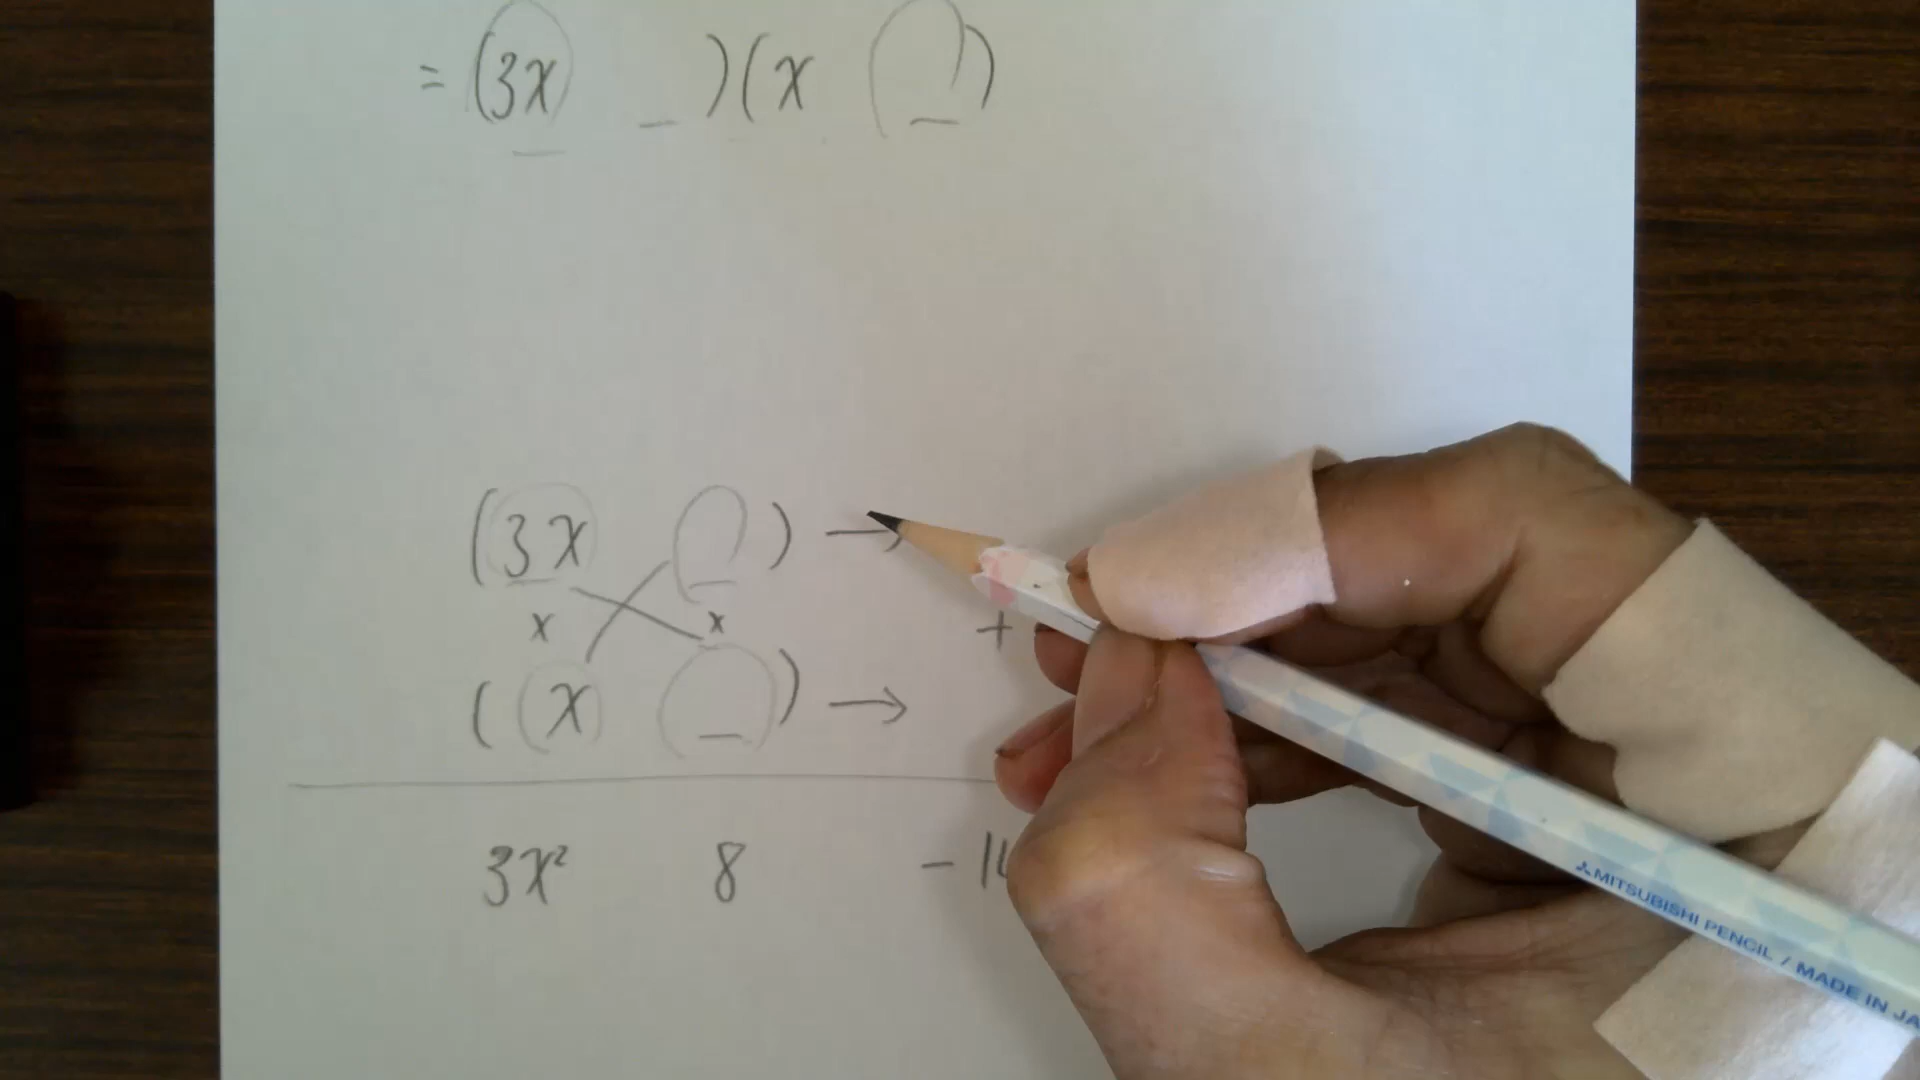 = (3x _ )(x _ )
(3x _ ) →
x x +
(x _ ) →
3x² 8 - 14
MITSUBISHI PENCIL / MADE IN JA